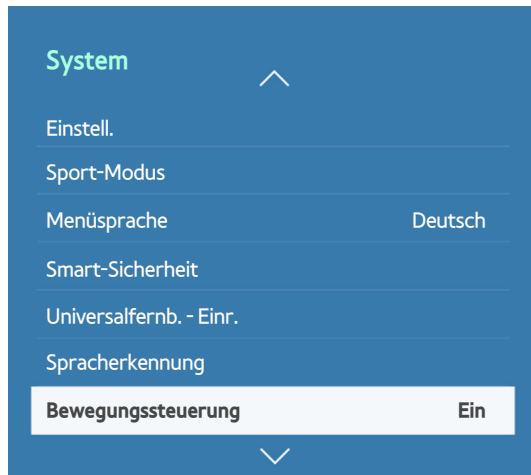 System
Einstell.
Sport-Modus
Menüsprache Deutsch
Smart-Sicherheit
Universalfernb. - Einr.
Spracherkennung
Bewegungssteuerung Ein